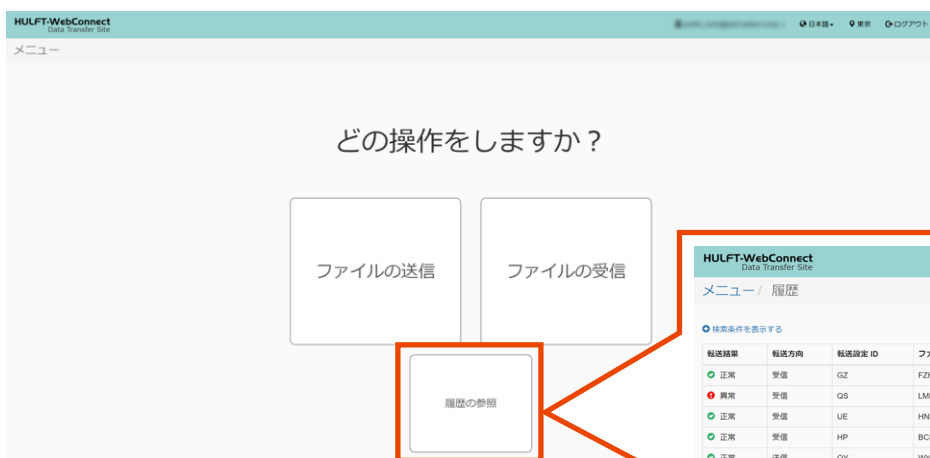 HULFT-WebConnect
Data Transfer Site
日本語
東京
ログアウト
メニュー
どの操作をしますか？
ファイルの送信
ファイルの受信
履歴の参照
HULFT-WebConnect
Data Transfer Site
メニュー / 履歴
検索条件を表示する
転送結果 転送方向 転送設定 ID
正常 受信 GZ
異常 受信 QS
正常 受信 UE HN
正常 受信 HP
正常 送信